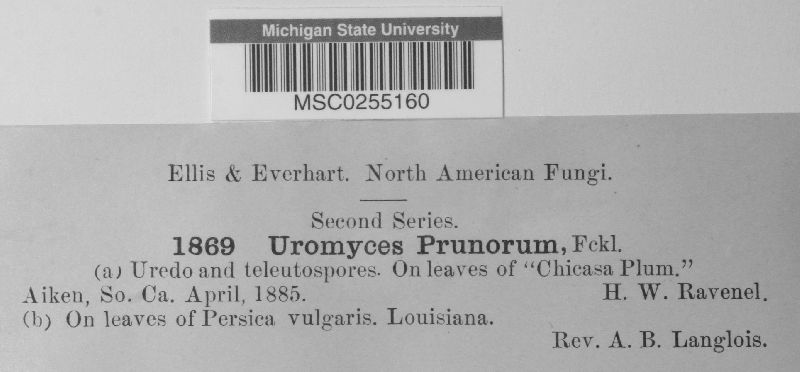 Michigan State University
MSC0255160
Ellis & Everhart. North American Fungi.
Second Series.
1869 Uromyces Prunorum, Fckl.
(a) Uredo and teleutospores. On leaves of "Chicasa Plum."
Aiken, So. Ca. April, 1885. H. W. Ravenel.
(b) On leaves of Persica vulgaris. Louisiana.
Rev. A. B. Langlois.